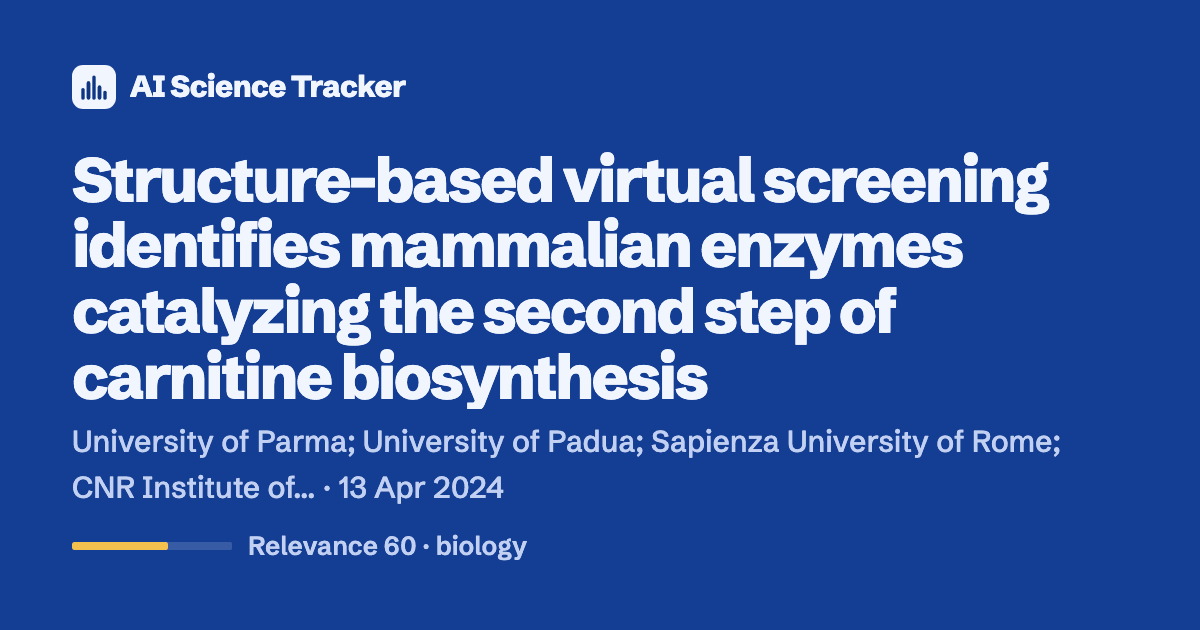 AI Science Tracker
Structure-based virtual screening
identifies mammalian enzymes
catalyzing the second step of
carnitine biosynthesis
University of Parma; University of Padua; Sapienza University of Rome;
CNR Institute of... · 13 Apr 2024
Relevance 60 · biology